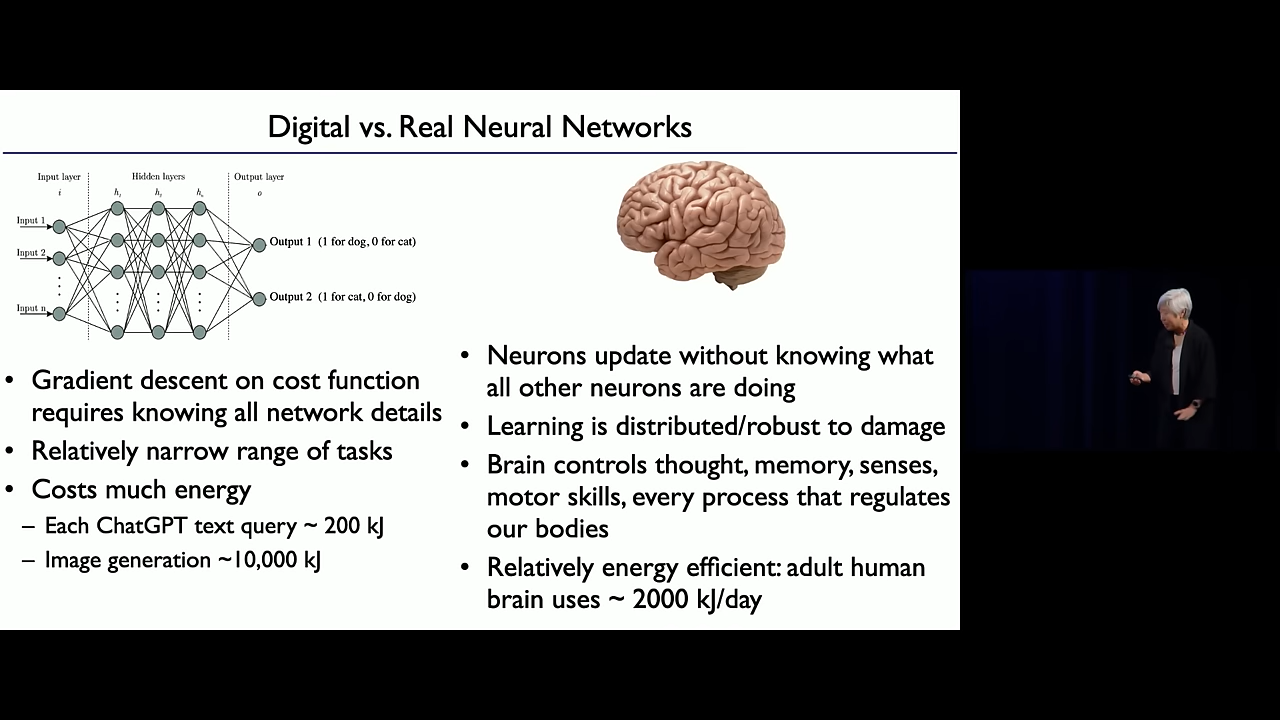 Digital vs. Real Neural Networks
Input layer
Hidden layers
Output layer
i
h₁
h₂
hₙ
o
Input 1
Input 2
Input n
Output 1 (1 for dog, 0 for cat)
Output 2 (1 for cat, 0 for dog)
• Gradient descent on cost function
requires knowing all network details
• Relatively narrow range of tasks
• Costs much energy
– Each ChatGPT text query ~ 200 kJ
– Image generation ~10,000 kJ
• Neurons update without knowing what
all other neurons are doing
• Learning is distributed/robust to damage
• Brain controls thought, memory, senses,
motor skills, every process that regulates
our bodies
• Relatively energy efficient: adult human
brain uses ~ 2000 kJ/day